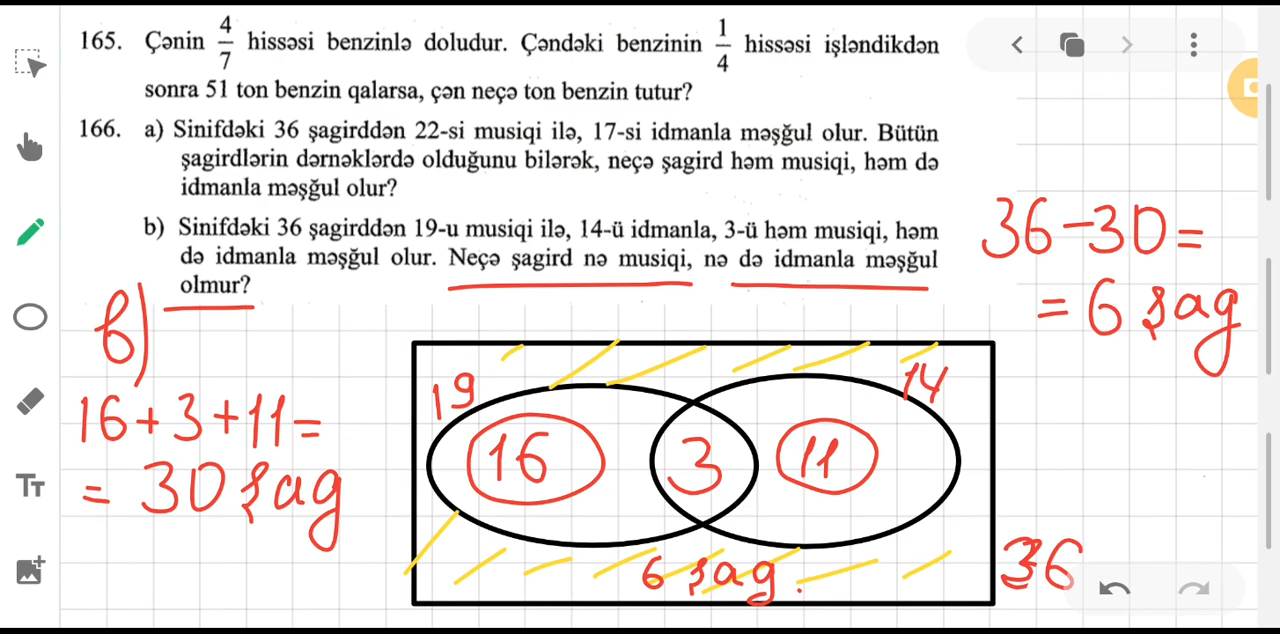 165. Çənin 4/7 hissəsi benzinlə doludur. Çəndəki benzinin 1/4 hissəsi işləndikdən
sonra 51 ton benzin qalarsa, çən neçə ton benzin tutur?
166. a) Sinifdəki 36 şagirddən 22-si musiqi ilə, 17-si idmanla məşğul olur. Bütün
şagirdlərin dərnəklərdə olduğunu bilərək, neçə şagird həm musiqi, həm də
idmanla məşğul olur?
b) Sinifdəki 36 şagirddən 19-u musiqi ilə, 14-ü idmanla, 3-ü həm musiqi, həm
də idmanla məşğul olur. Neçə şagird nə musiqi, nə də idmanla məşğul
olmur?
36-30=
= 6 şag
b)
16+3+11=
= 30 şag
19
14
16
3
11
6 şag.
36
TT